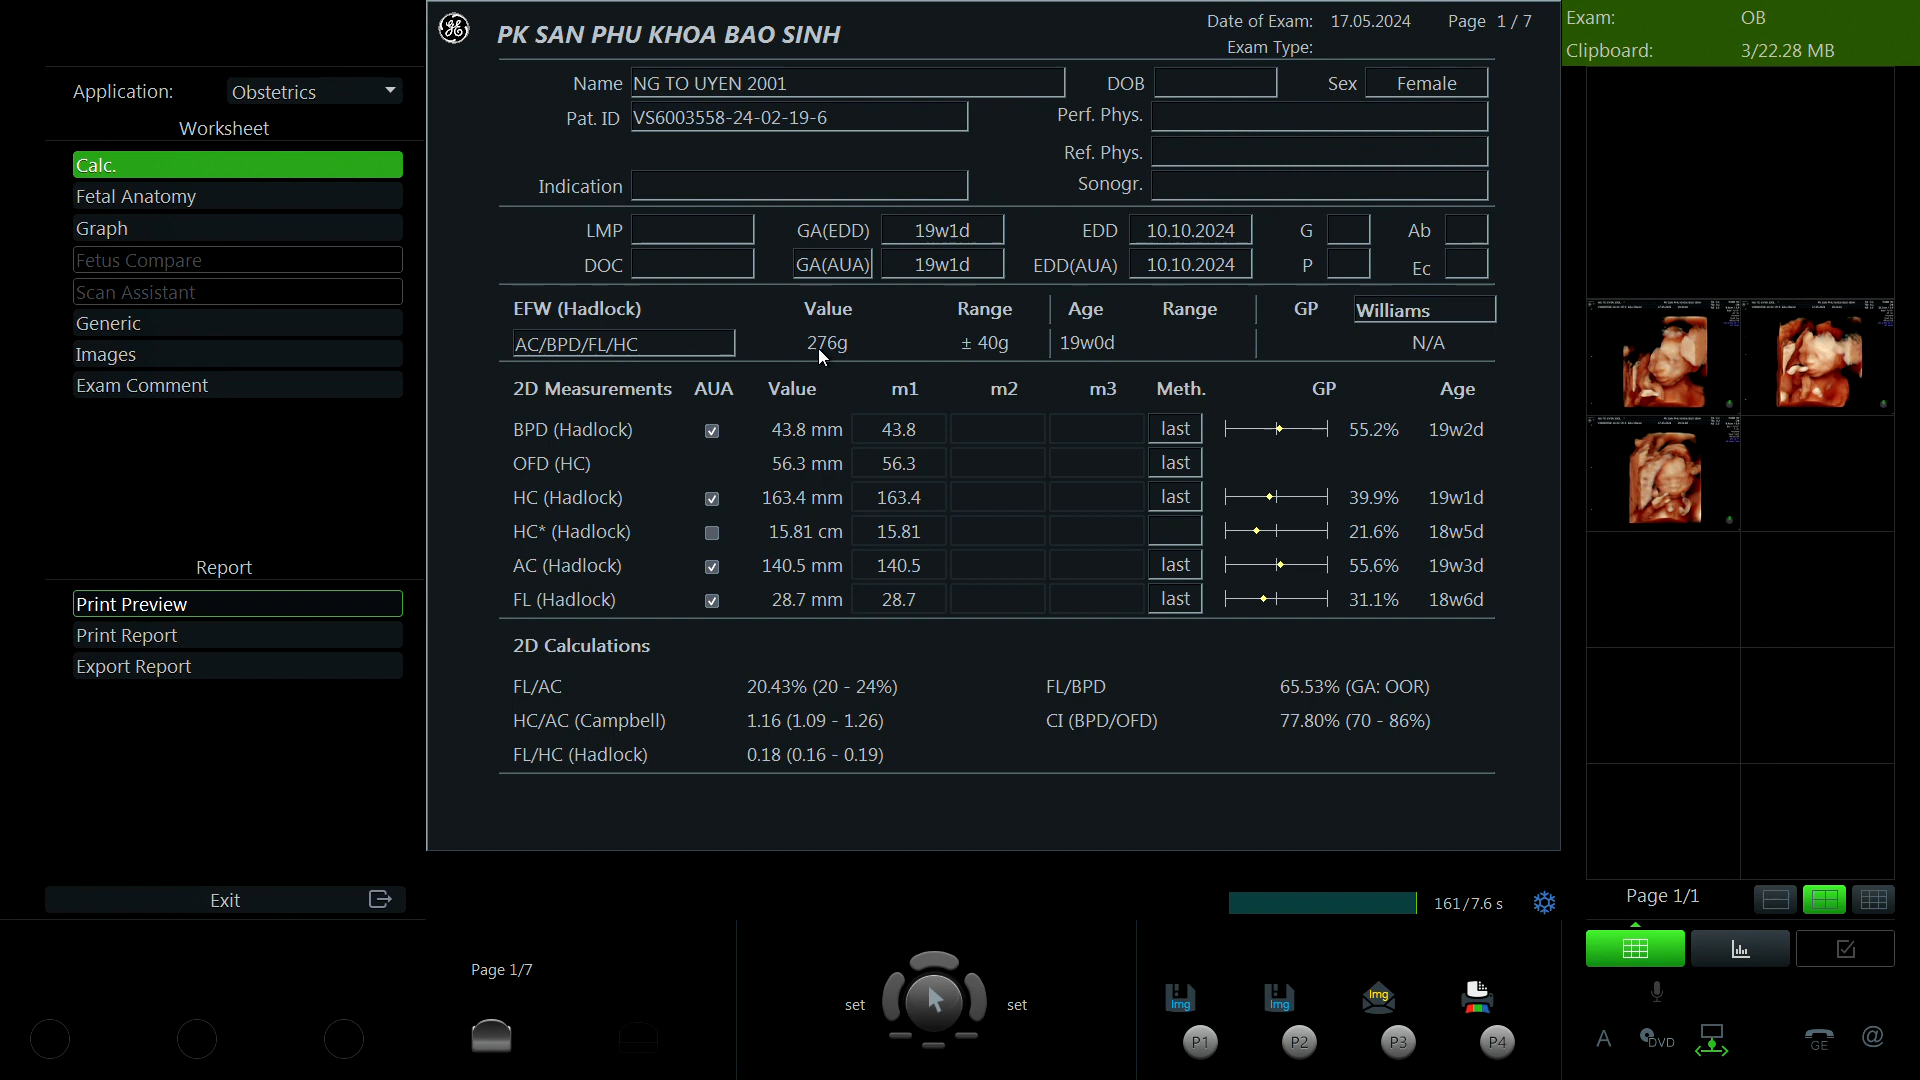 PK SAN PHU KHOA BAO SINH
Date of Exam: 17.05.2024 Page 1 / 7
Exam Type:
Exam: OB
Clipboard: 3/22.28 MB
Application: Obstetrics
Worksheet
Calc.
Fetal Anatomy
Graph
Fetus Compare
Scan Assistant
Generic
Images
Exam Comment
Report
Print Preview
Print Report
Export Report
Exit
Name NG TO UYEN 2001 DOB Sex Female
Pat. ID VS6003558-24-02-19-6 Perf. Phys.
Ref. Phys.
Indication Sonogr.
LMP GA(EDD) 19w1d EDD 10.10.2024 G Ab
DOC GA(AUA) 19w1d EDD(AUA) 10.10.2024 P Ec
EFW (Hadlock) Value Range Age Range GP Williams
AC/BPD/FL/HC 276g ± 40g 19w0d N/A
2D Measurements AUA Value m1 m2 m3 Meth. GP Age
BPD (Hadlock) 43.8 mm 43.8 last 55.2% 19w2d
OFD (HC) 56.3 mm 56.3 last
HC (Hadlock) 163.4 mm 163.4 last 39.9% 19w1d
HC* (Hadlock) 15.81 cm 15.81 21.6% 18w5d
AC (Hadlock) 140.5 mm 140.5 last 55.6% 19w3d
FL (Hadlock) 28.7 mm 28.7 last 31.1% 18w6d
2D Calculations
FL/AC 20.43% (20 - 24%) FL/BPD 65.53% (GA: OOR)
HC/AC (Campbell) 1.16 (1.09 - 1.26) CI (BPD/OFD) 77.80% (70 - 86%)
FL/HC (Hadlock) 0.18 (0.16 - 0.19)
161/7.6 s
Page 1/1
Page 1/7
set set
Img Img Img
P1 P2 P3 P4
A DVD GE @